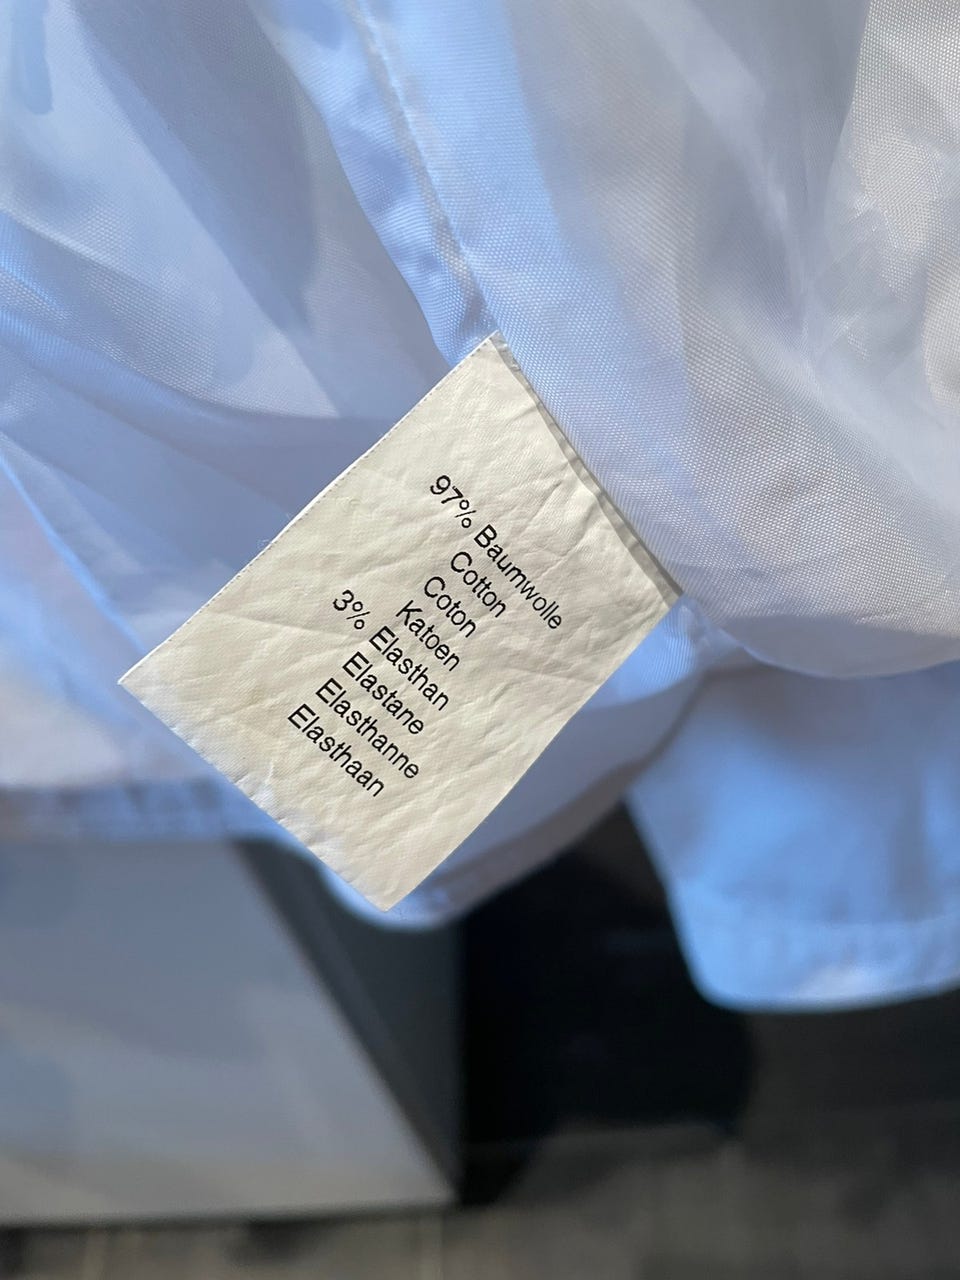 97% Baumwolle
Cotton
Coton
Katoen
3% Elasthan
Elastane
Elasthanne
Elasthaan